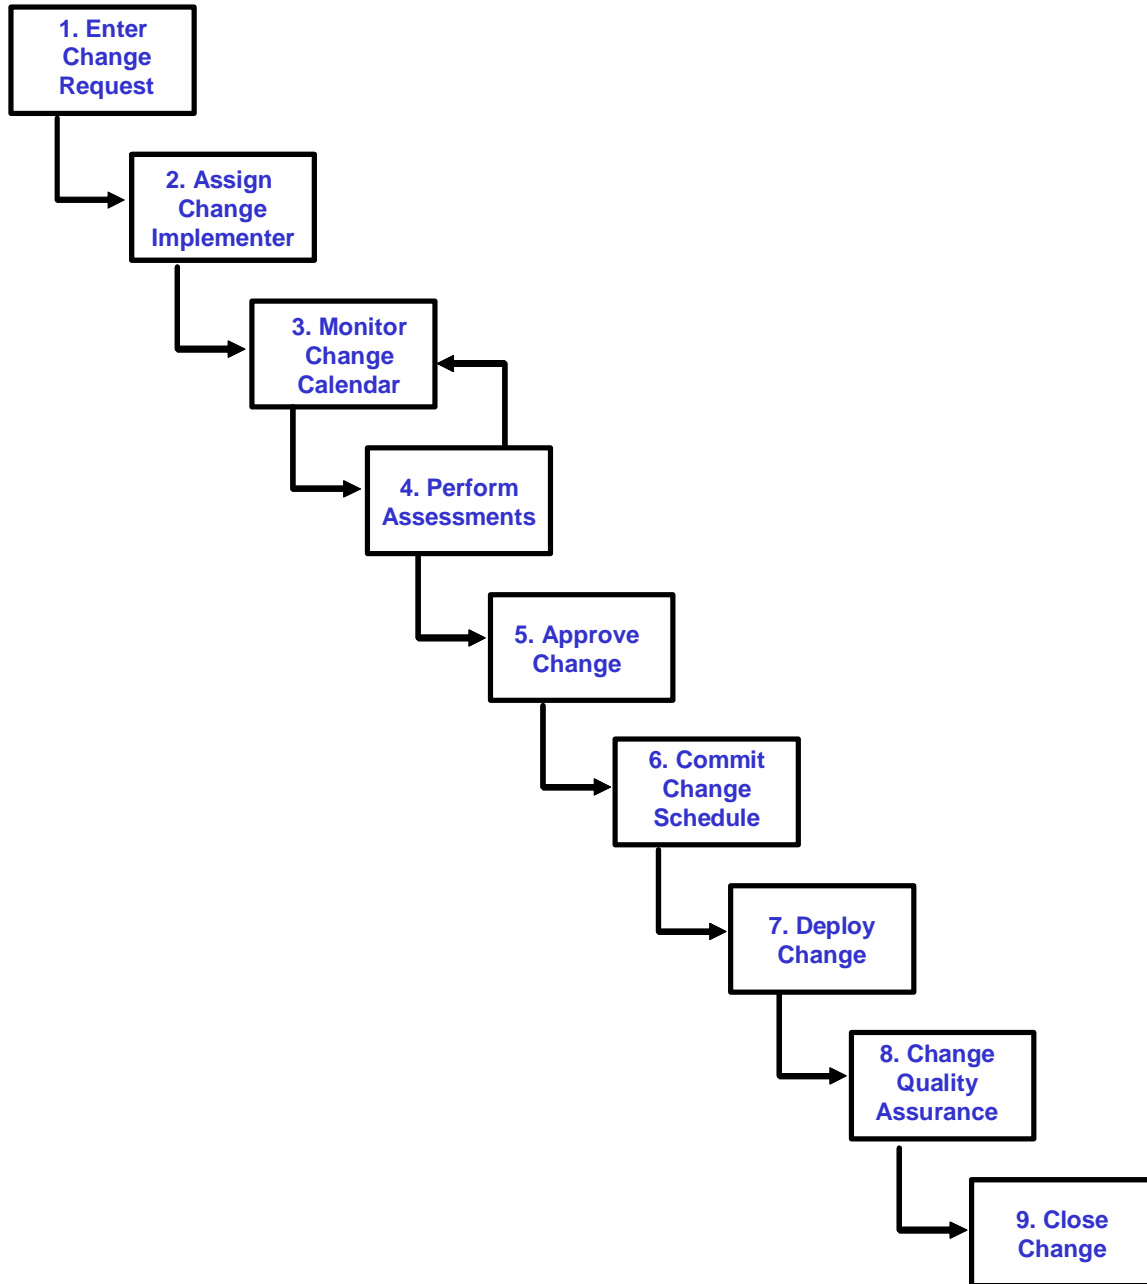 1. Enter
Change
Request
2. Assign
Change
Implementer
3. Monitor
Change
Calendar
4. Perform
Assessments
5. Approve
Change
6. Commit
Change
Schedule
7. Deploy
Change
8. Change
Quality
Assurance
9. Close
Change